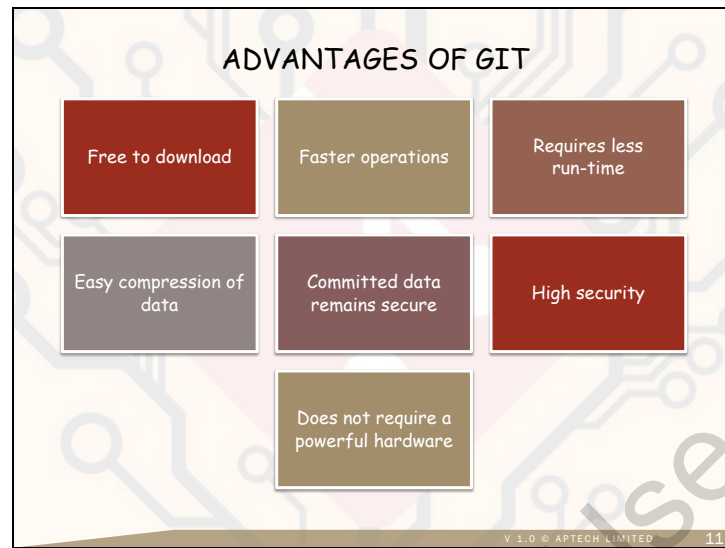 ADVANTAGES OF GIT
Free to download
Faster operations
Requires less
run-time
Easy compression of
data
Committed data
remains secure
High security
Does not require a
powerful hardware
V 1.0 © APTECH LIMITED
11